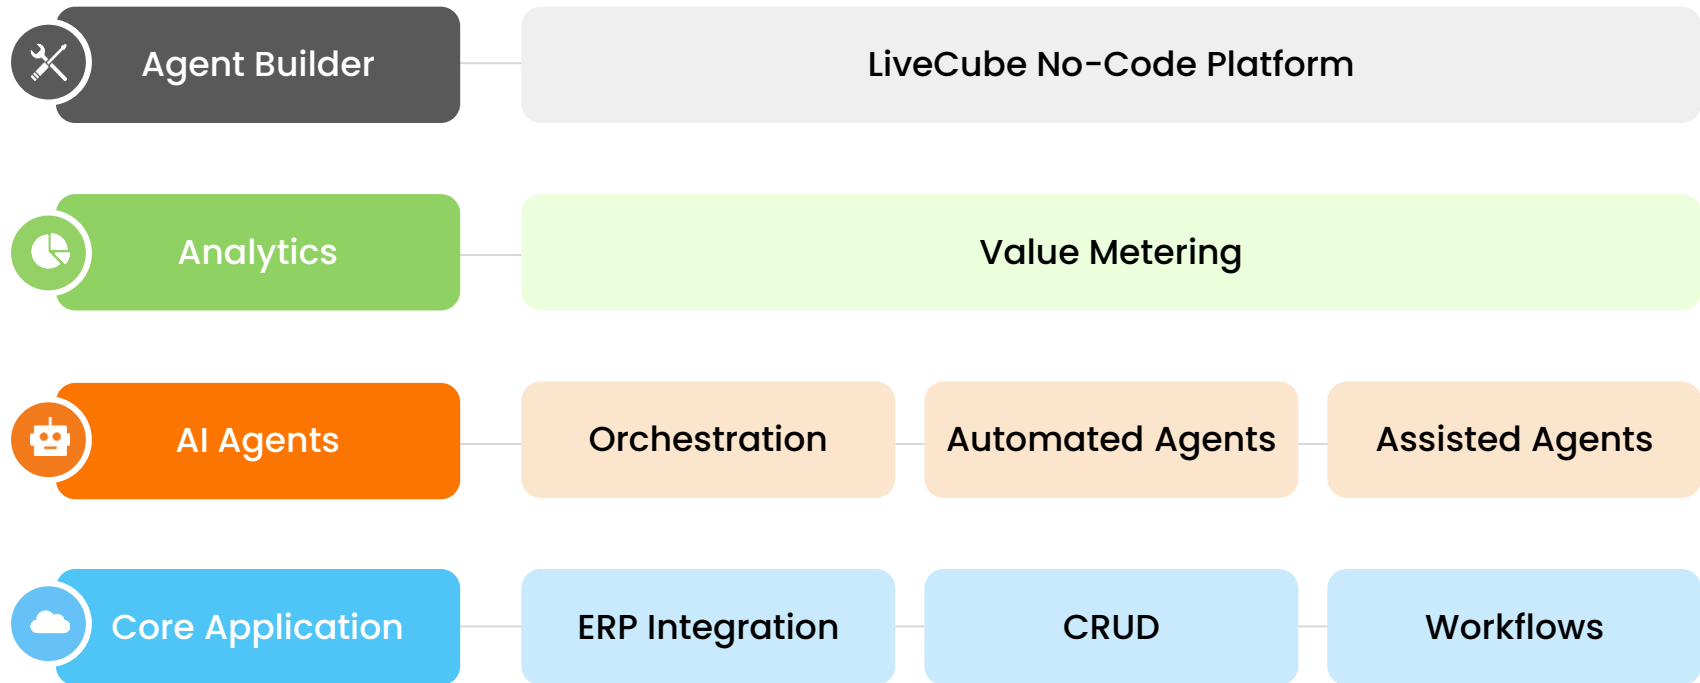 Agent Builder
LiveCube No-Code Platform
Analytics
Value Metering
AI Agents
Orchestration
Automated Agents
Assisted Agents
Core Application
ERP Integration
CRUD
Workflows